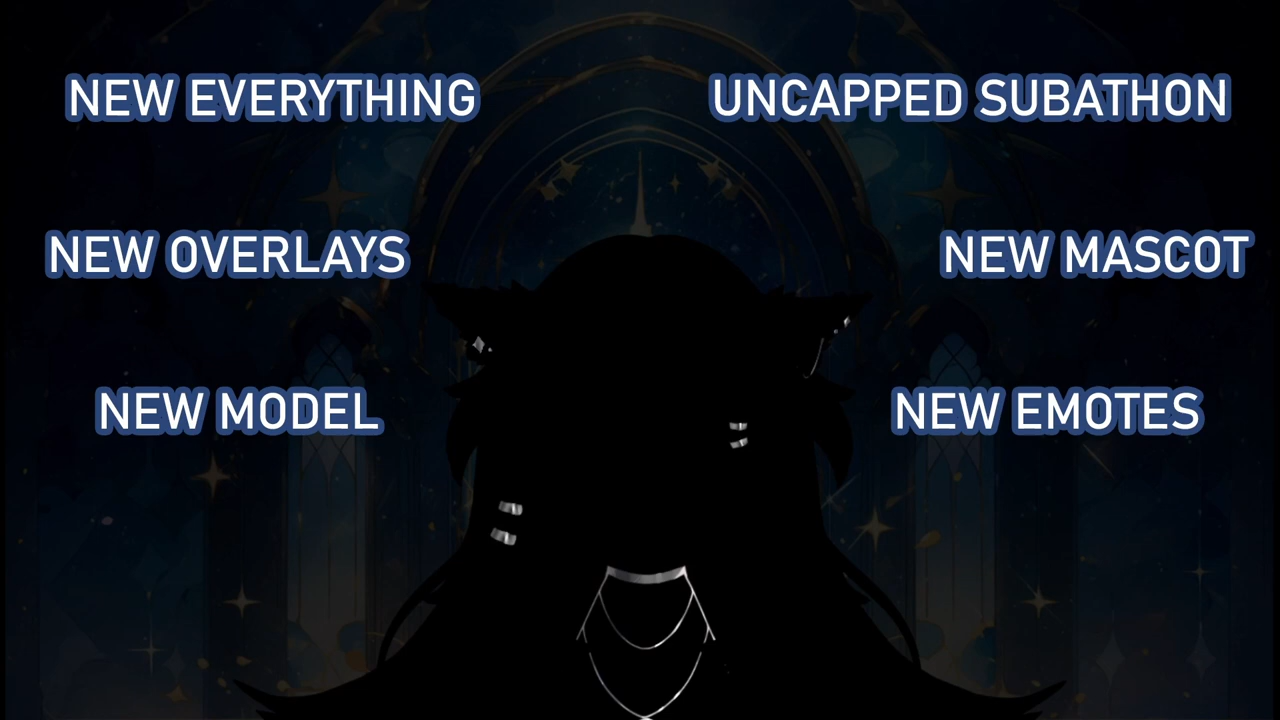 NEW EVERYTHING
UNCAPPED SUBATHON
NEW OVERLAYS
NEW MASCOT
NEW MODEL
NEW EMOTES